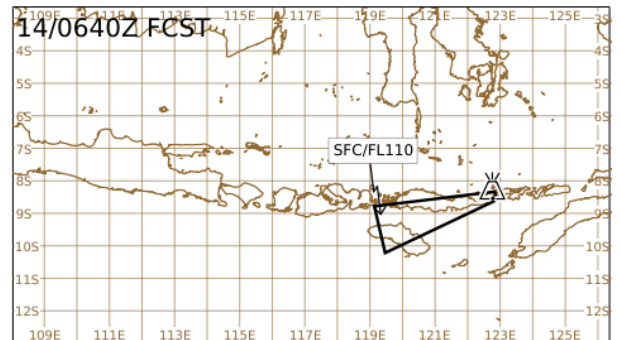 109E 111E 113E 115E 117E 119E 121E 123E 125E 3S
14/0640Z FCST
4S 4S
5S 5S
6S 6S
SFC/FL110
7S 7S
8S 8S
9S 9S
10S 10S
11S 11S
12S 12S
109E 111E 113E 115E 117E 119E 121E 123E 125E